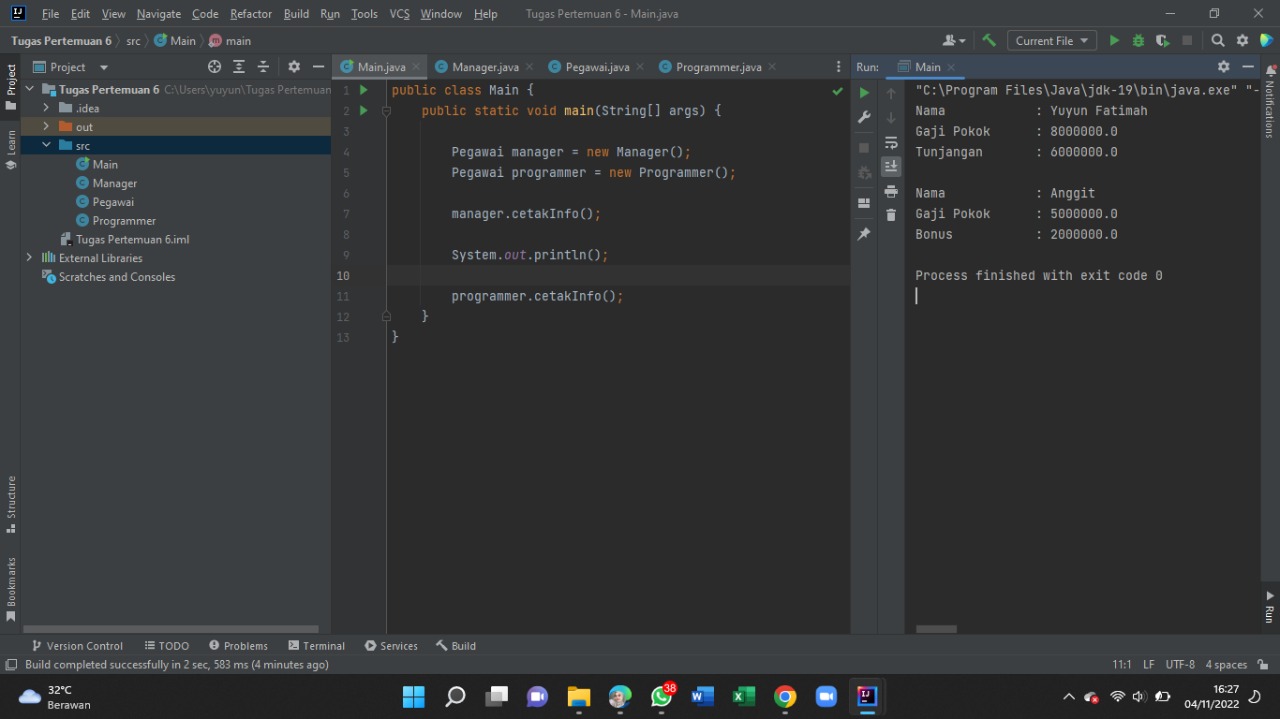 File Edit View Navigate Code Refactor Build Run Tools VCS Window Help Tugas Pertemuan 6 - Main.java
Tugas Pertemuan 6 src Main main Current File
Project
Project
Main.java Manager.java Pegawai.java Programmer.java
Run: Main
Tugas Pertemuan 6 C:\Users\yuyun\Tugas Pertemuan
.idea
out
src
Main
Manager
Pegawai
Programmer
Tugas Pertemuan 6.iml
External Libraries
Scratches and Consoles
Learn
Structure
Bookmarks
1 public class Main {
2 public static void main(String[] args) {
3
4 Pegawai manager = new Manager();
5 Pegawai programmer = new Programmer();
6
7 manager.cetakInfo();
8
9 System.out.println();
10
11 programmer.cetakInfo();
12 }
13 }
"C:\Program Files\Java\jdk-19\bin\java.exe" "-
Nama : Yuyun Fatimah
Gaji Pokok : 8000000.0
Tunjangan : 6000000.0
Nama : Anggit
Gaji Pokok : 5000000.0
Bonus : 2000000.0
Process finished with exit code 0
Notifications
Run
Version Control TODO Problems Terminal Services Build
Build completed successfully in 2 sec, 583 ms (4 minutes ago) 11:1 LF UTF-8 4 spaces
32°C
Berawan
38
16:27
04/11/2022